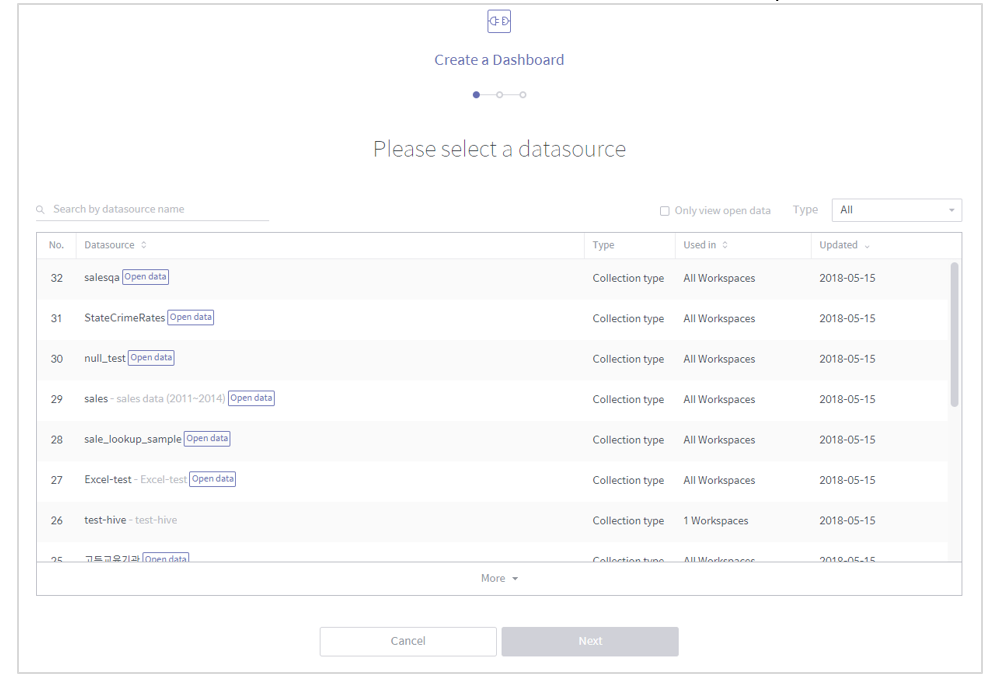 Create a Dashboard
Please select a datasource
Search by datasource name Only view open data Type All
No. Datasource Type Used in Updated
32 salesqa Open data Collection type All Workspaces 2018-05-15
31 StateCrimeRates Open data Collection type All Workspaces 2018-05-15
30 null_test Open data Collection type All Workspaces 2018-05-15
29 sales - sales data (2011~2014) Open data Collection type All Workspaces 2018-05-15
28 sale_lookup_sample Open data Collection type All Workspaces 2018-05-15
27 Excel-test - Excel-test Open data Collection type All Workspaces 2018-05-15
26 test-hive - test-hive Collection type 1 Workspaces 2018-05-15
25 고등교육기관 Open data Collection type All Workspaces 2018-05-15
More
Cancel Next